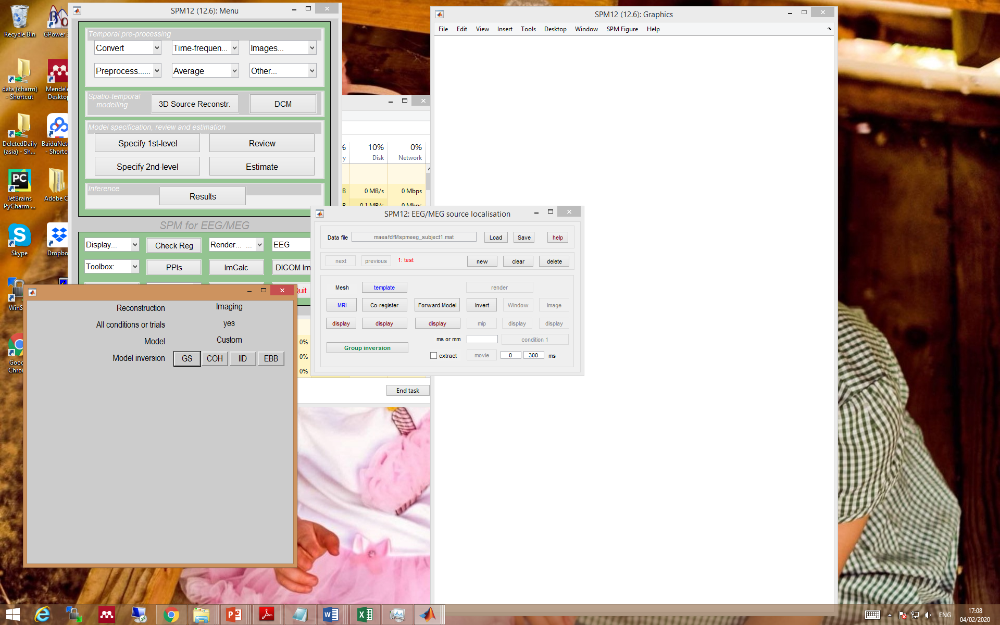 Recycle Bin
GPower
data (charm)
- Shortcut
Mendele
Deskto
DeletedDaily
(asia) - Sh...
BaiduNet
- Shortc
JetBrains
PyCharm ...
Adobe C
Skype
Dropbo
WinS
Goog
Chron
SPM12 (12.6): Menu
Temporal pre-processing
Convert
Time-frequen...
Images...
Preprocess......
Average
Other...
Spatio-temporal
modelling
3D Source Reconstr.
DCM
Model specification, review and estimation
Specify 1st-level
Review
Specify 2nd-level
Estimate
Inference
Results
SPM for EEG/MEG
Display...
Check Reg
Render... ...
EEG
Toolbox:
PPIs
ImCalc
DICOM Im
Quit
%
10%
0%
ry
Disk
Network
B
0 MB/s
0 Mbps
B
0.1 MB/s
0 Mbps
0%
0%
0%
End task
SPM12 (12.6): Graphics
File Edit View Insert Tools Desktop Window SPM Figure Help
SPM12: EEG/MEG source localisation
Data file
maeafdfMspmeeg_subject1.mat
Load
Save
help
next
previous
1: test
new
clear
delete
Mesh
template
render
MRI
Co-register
Forward Model
Invert
Window
Image
display
display
display
mip
display
display
ms or mm
condition 1
Group inversion
extract
movie
0
300
ms
Reconstruction
Imaging
All conditions or trials
yes
Model
Custom
Model inversion
GS
COH
IID
EBB
ENG
17:08
04/02/2020